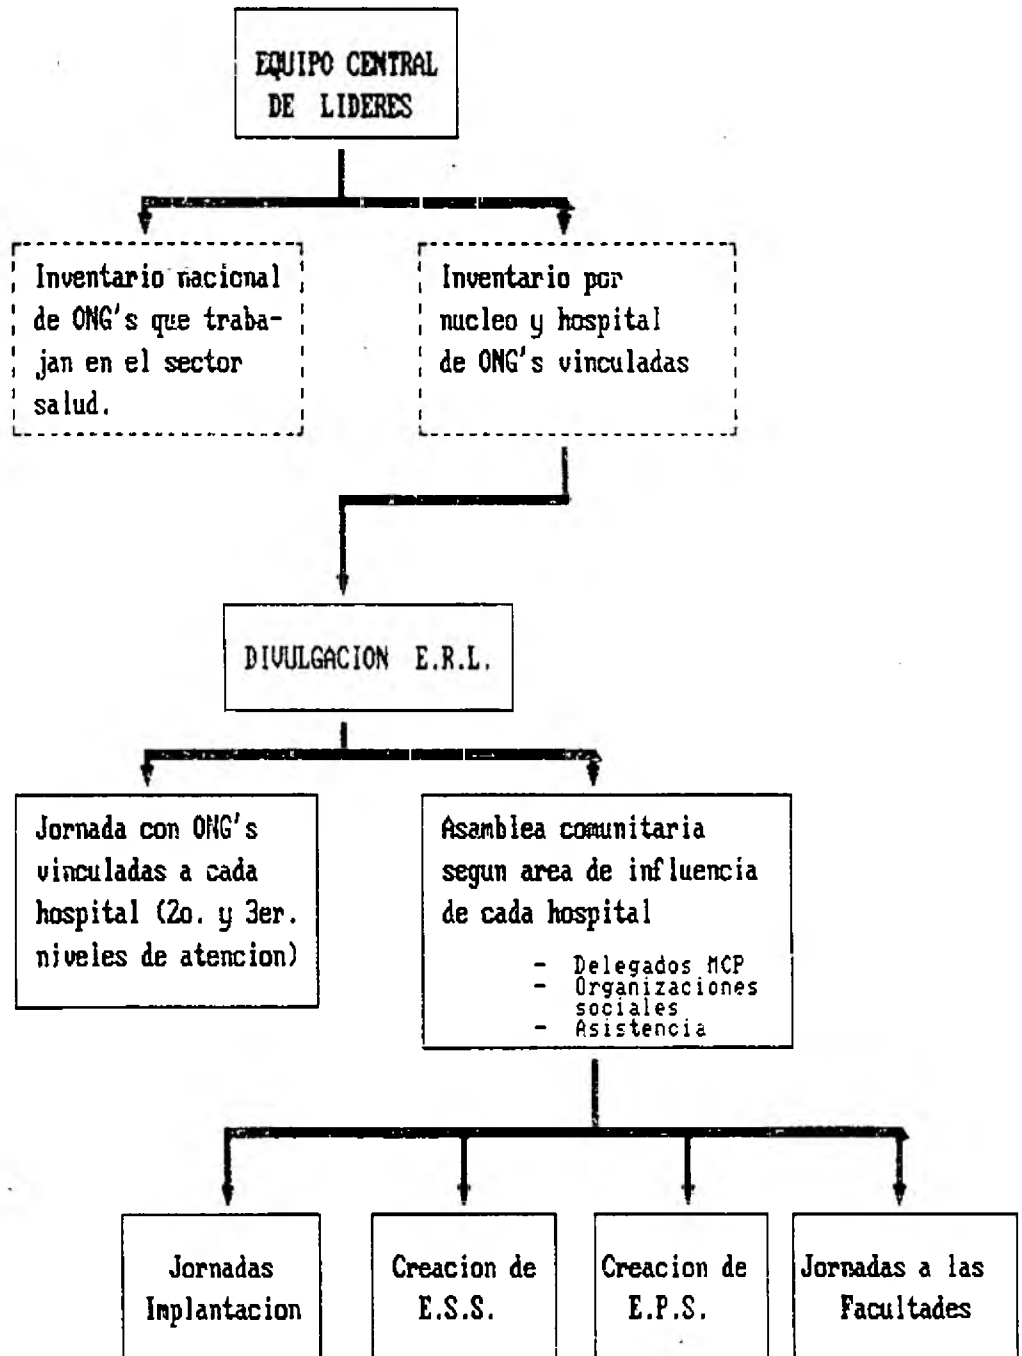 EQUIPO CENTRAL
DE LIDERES
Inventario nacional
de ONG's que traba-
jan en el sector
salud.
Inventario por
nucleo y hospital
de ONG's vinculadas
DIVULGACION E.R.L.
Jornada con ONG's
vinculadas a cada
hospital (2o. y 3er.
niveles de atencion)
Asamblea comunitaria
segun area de influencia
de cada hospital
- Delegados MCP
- Organizaciones
sociales
- Asistencia
Jornadas
Implantacion
Creacion de
E.S.S.
Creacion de
E.P.S.
Jornadas a las
Facultades